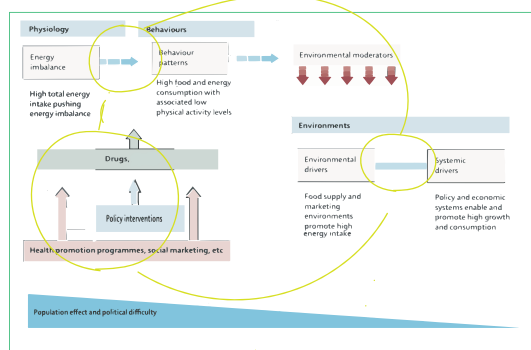 Physiology
Behaviours
Energy
imbalance
Behaviour
patterns
Environmental moderators
High total energy
intake pushing
energy imbalance
High food and energy
consumption with
associated low
physical activity levels
Environments
Drugs,
Environmental
drivers
Systemic
drivers
Food supply and
marketing
environments
promote high
energy intake
Policy and economic
systems enable and
promote high growth
and consumption
Policy interventions
Health promotion programmes, social marketing, etc
Population effect and political difficulty